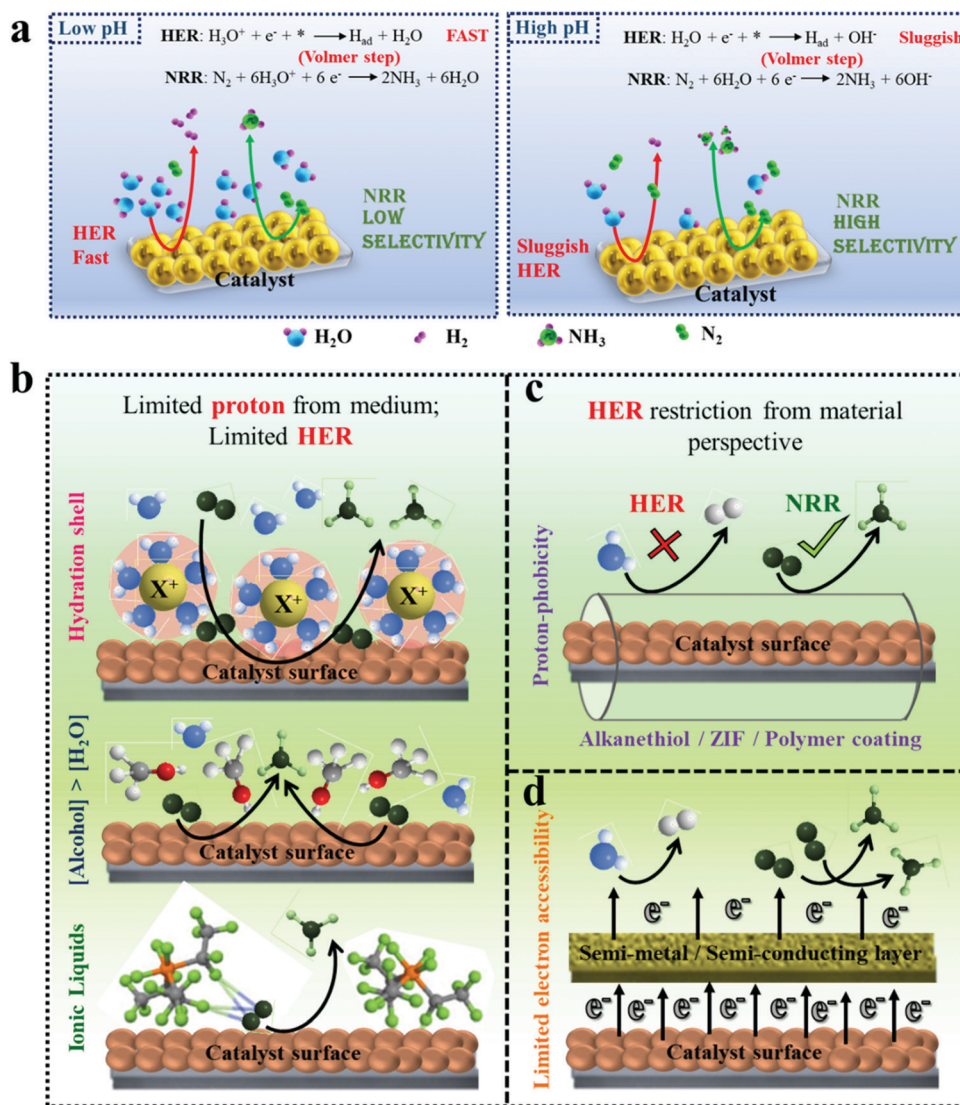 a
Low pH
HER: H₃O⁺ + e⁻ + * ⟶ H_ad + H₂O FAST
(Volmer step)
NRR: N₂ + 6H₃O⁺ + 6 e⁻ ⟶ 2NH₃ + 6H₂O
HER
Fast
NRR
LOW
SELECTIVITY
Catalyst
High pH
HER: H₂O + e⁻ + * ⟶ H_ad + OH⁻ Sluggish
(Volmer step)
NRR: N₂ + 6H₂O + 6 e⁻ ⟶ 2NH₃ + 6OH⁻
Sluggish
HER
NRR
HIGH
SELECTIVITY
Catalyst
H₂O H₂ NH₃ N₂
b
Limited proton from medium;
Limited HER
Hydration shell
X⁺ X⁺ X⁺
Catalyst surface
[Alcohol] > [H₂O]
Catalyst surface
Ionic Liquids
Catalyst surface
c
HER restriction from material
perspective
Proton-phobicity
HER NRR
Catalyst surface
Alkanethiol / ZIF / Polymer coating
d
Limited electron accessibility
e⁻ e⁻ e⁻ e⁻
Semi-metal / Semi-conducting layer
e⁻ e⁻ e⁻ e⁻ e⁻ e⁻ e⁻
Catalyst surface